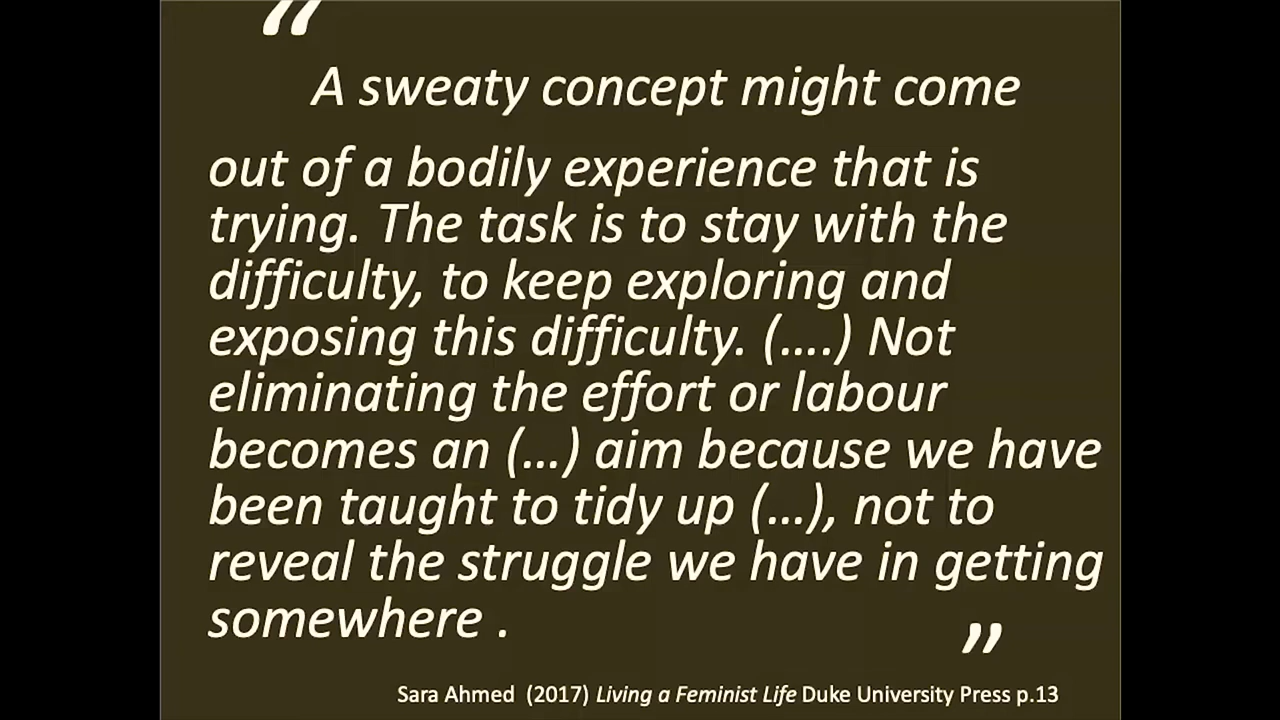 “
A sweaty concept might come
out of a bodily experience that is
trying. The task is to stay with the
difficulty, to keep exploring and
exposing this difficulty. (....) Not
eliminating the effort or labour
becomes an (...) aim because we have
been taught to tidy up (...), not to
reveal the struggle we have in getting
somewhere .
”
Sara Ahmed (2017) Living a Feminist Life Duke University Press p.13